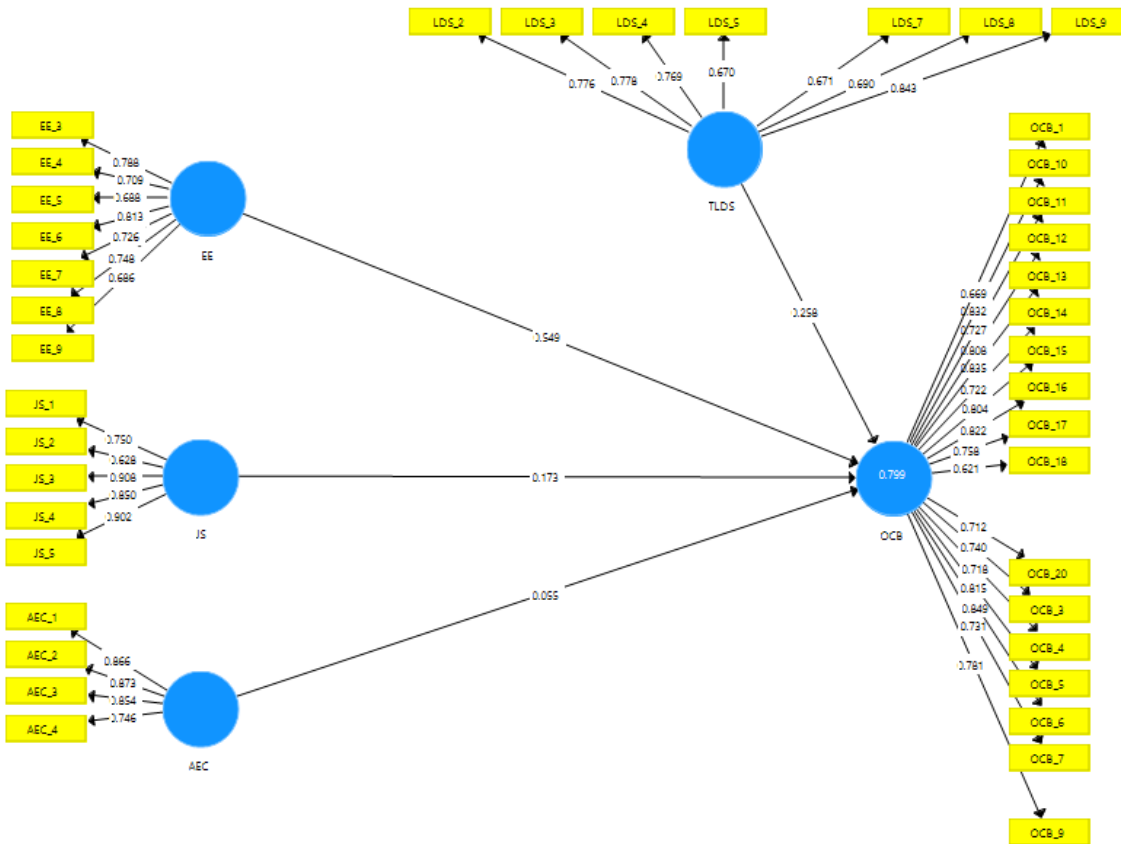 LDS_2
LDS_3
LDS_4
LDS_5
LDS_7
LDS_8
LDS_9
0.776
0.778
0.769
0.670
0.671
0.690
0.843
TLDS
EE_3
EE_4
EE_5
EE_6
EE_7
EE_8
EE_9
0.788
0.709
0.688
0.813
0.726
0.748
0.686
EE
0.258
0.549
JS_1
JS_2
JS_3
JS_4
JS_5
0.750
0.628
0.908
0.850
0.902
JS
0.173
AEC_1
AEC_2
AEC_3
AEC_4
0.866
0.873
0.854
0.746
AEC
0.055
0.799
OCB
0.669
0.832
0.727
0.808
0.835
0.722
0.804
0.822
0.758
0.621
OCB_1
OCB_10
OCB_11
OCB_12
OCB_13
OCB_14
OCB_15
OCB_16
OCB_17
OCB_18
0.712
0.740
0.718
0.815
0.849
0.731
0.781
OCB_20
OCB_3
OCB_4
OCB_5
OCB_6
OCB_7
OCB_9